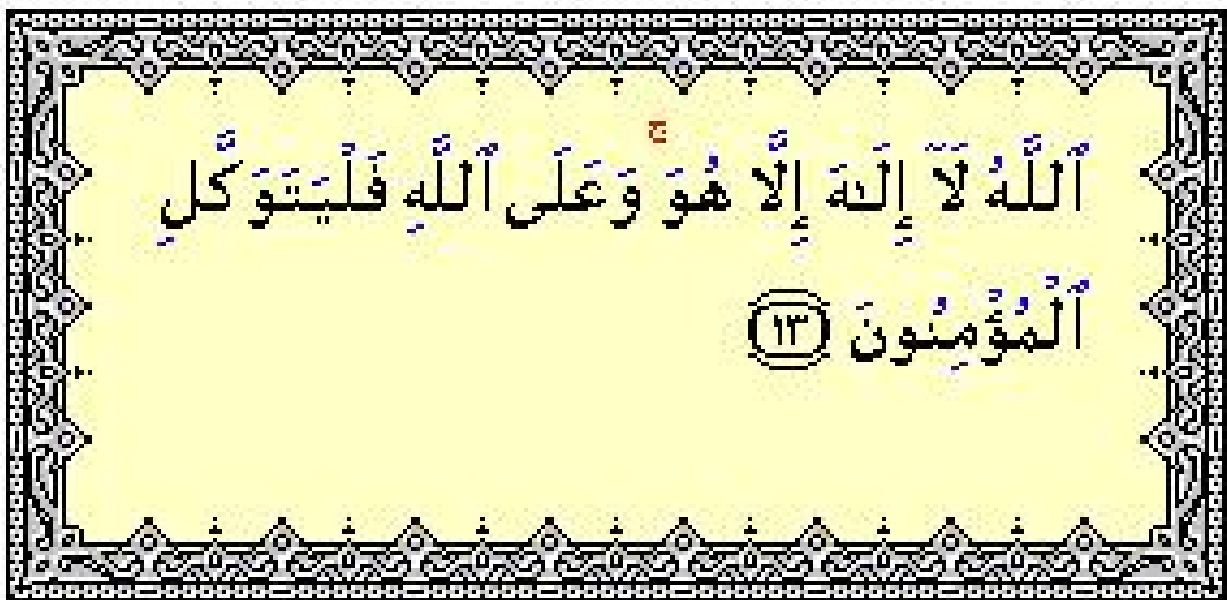 ٱللَّهُ لَآ إِلَٰهَ إِلَّا هُوَ ۚ وَعَلَى ٱللَّهِ فَلْيَتَوَكَّلِ
ٱلْمُؤْمِنُونَ ١٣